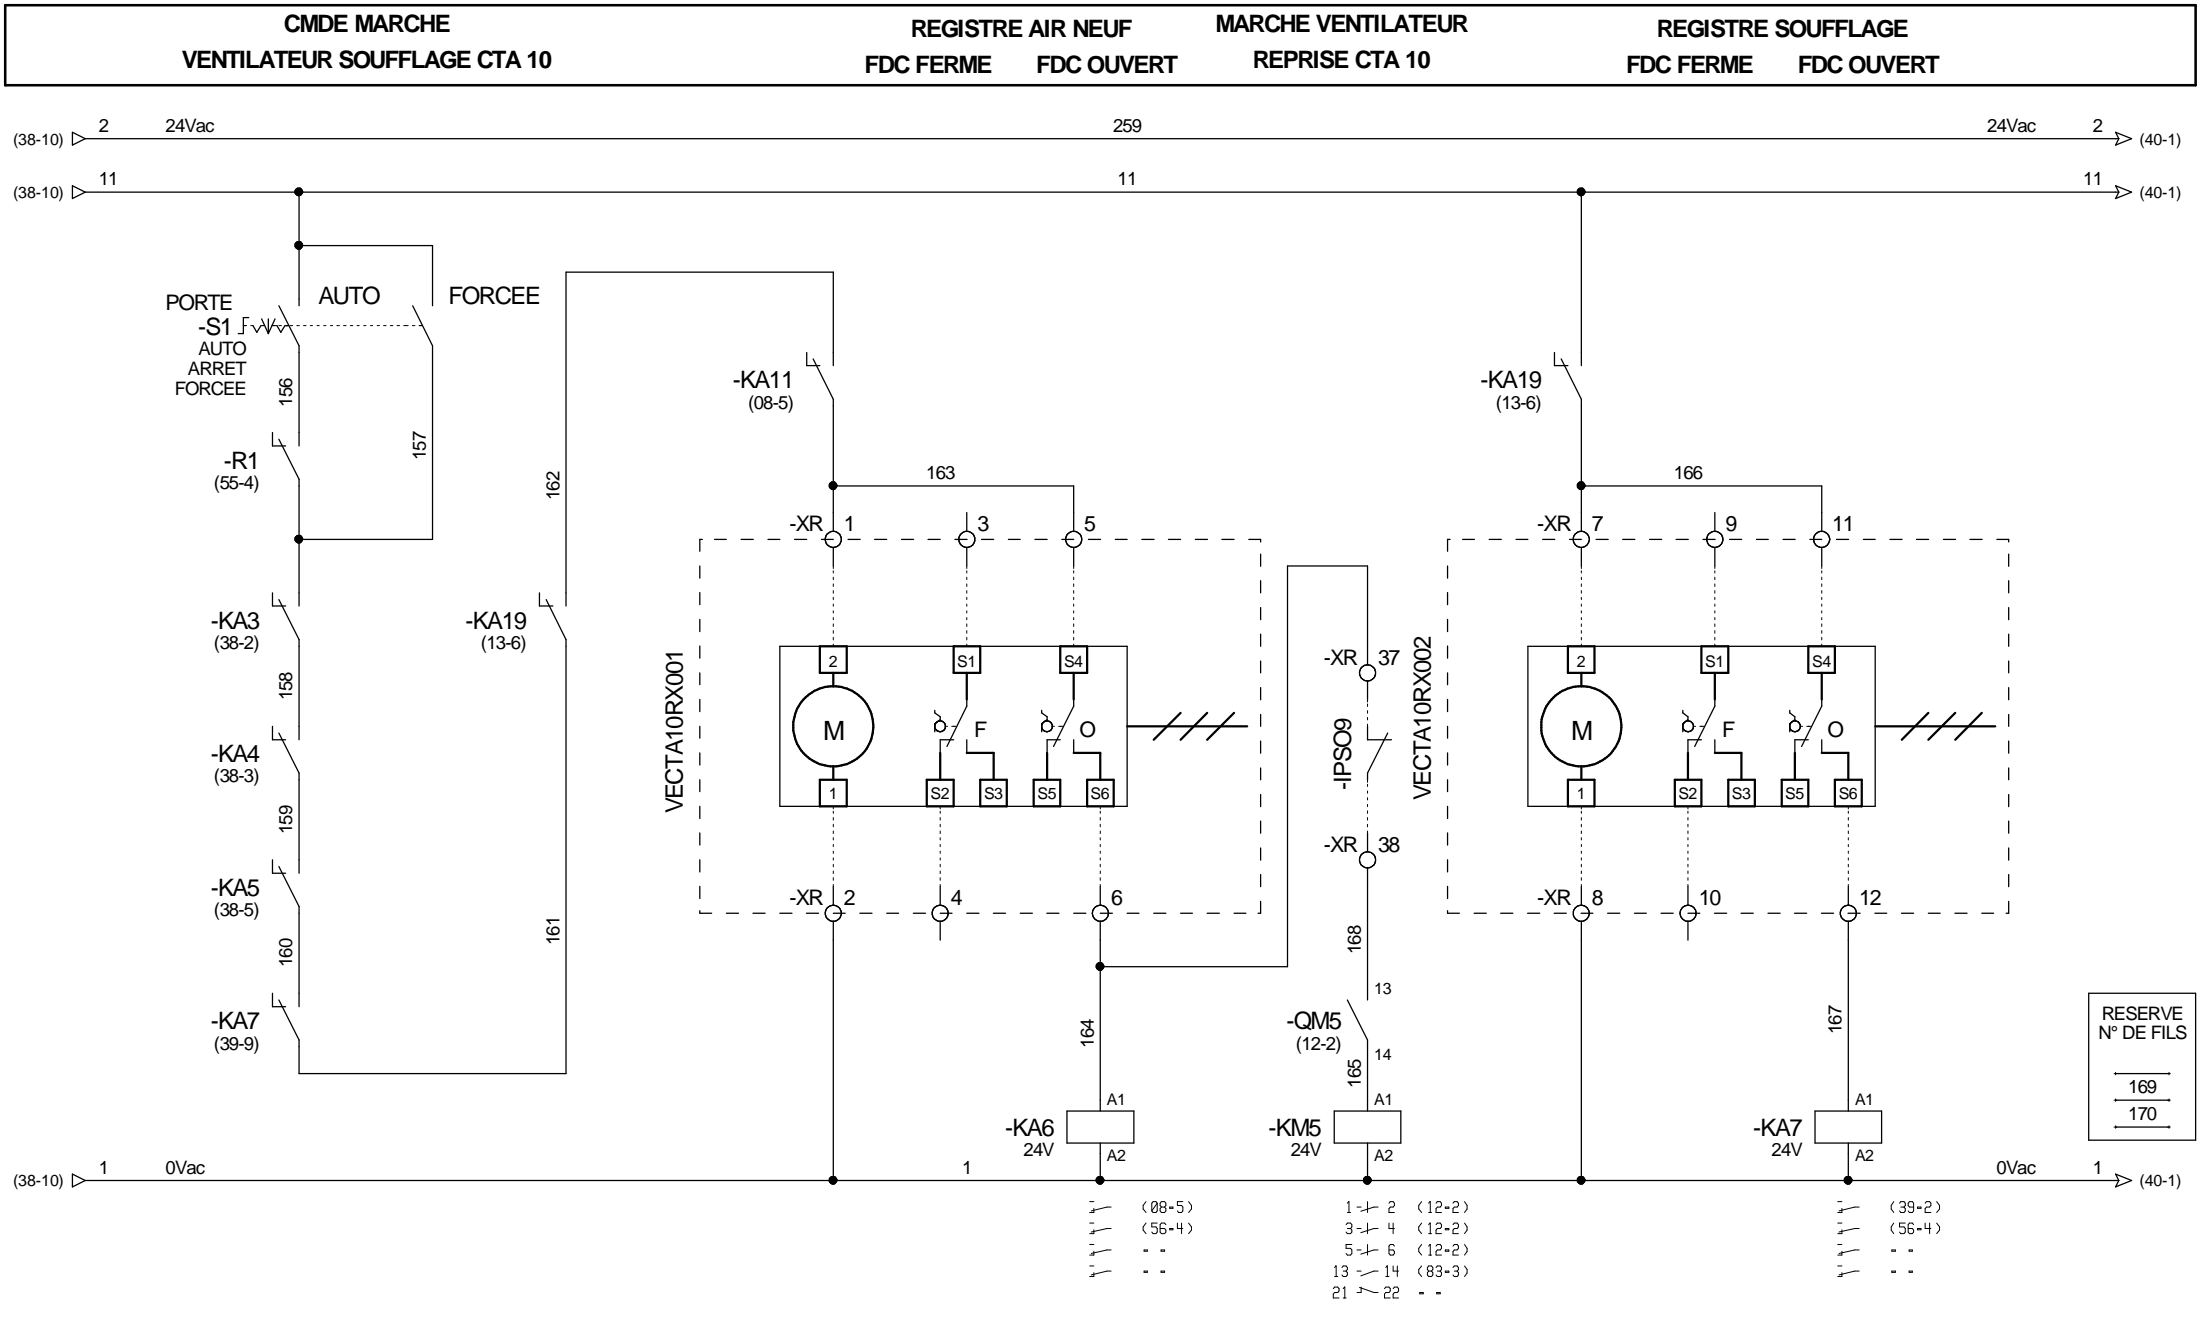 CMDE MARCHE
VENTILATEUR SOUFFLAGE CTA 10
REGISTRE AIR NEUF
FDC FERME FDC OUVERT
MARCHE VENTILATEUR
REPRISE CTA 10
REGISTRE SOUFFLAGE
FDC FERME FDC OUVERT
(38-10) 2 24Vac 259 24Vac 2 (40-1)
(38-10) 11 11 11 (40-1)
PORTE
-S1
AUTO
ARRET
FORCEE
AUTO FORCEE
156
157
-R1
(55-4)
-KA3
(38-2)
158
-KA4
(38-3)
159
-KA5
(38-5)
160
-KA7
(39-9)
162
-KA19
(13-6)
161
-KA11
(08-5)
163
-XR 1 3 5
VECTA10RX001
2 S1 S4
M F O
1 S2 S3 S5 S6
-XR 2 4 6
164
-KA6
24V
A1
A2
-XR 37
-IPSO9
-XR 38
168
13
-QM5
(12-2)
14
165
-KM5
24V
A1
A2
-KA19
(13-6)
166
-XR 7 9 11
VECTA10RX002
2 S1 S4
M F O
1 S2 S3 S5 S6
-XR 8 10 12
167
-KA7
24V
A1
A2
RESERVE
N° DE FILS
169
170
(38-10) 1 0Vac 1 0Vac 1 (40-1)
(08-5)
(56-4)
- -
- -
1 2 (12-2)
3 4 (12-2)
5 6 (12-2)
13 14 (83-3)
21 22 - -
(39-2)
(56-4)
- -
- -